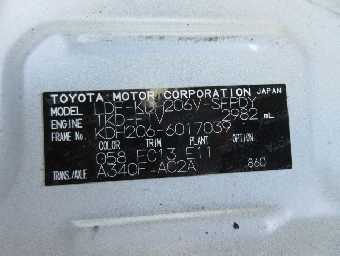 TOYOTA MOTOR CORPORATION JAPAN
MODEL LDF-KDH206V-SFPDY
ENGINE 1KD-FTV 2982 mL
FRAME No. KDH206-6017039
COLOR TRIM PLANT OPTION
058 FC13 E11
TRANS./AXLE A340F-AC2A 860